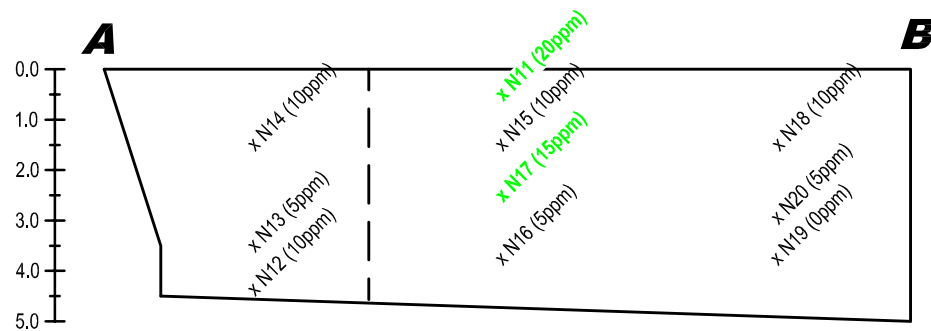 A
B
0.0
1.0
2.0
3.0
4.0
5.0
x N14 (10ppm)
x N13 (5ppm)
x N12 (10ppm)
x N11 (20ppm)
x N15 (10ppm)
x N17 (15ppm)
x N16 (5ppm)
x N18 (10ppm)
x N20 (5ppm)
x N19 (0ppm)